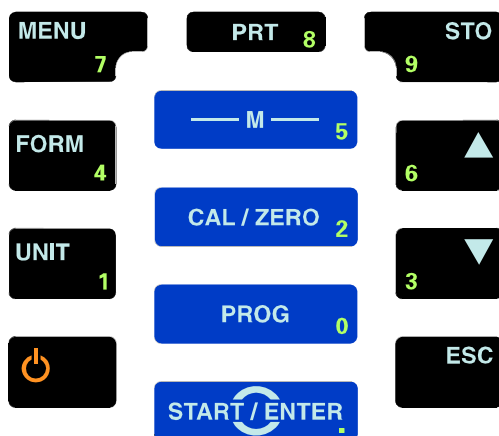 MENU 7
PRT 8
STO 9
M 5
FORM 4
6
CAL / ZERO 2
UNIT 1
3
PROG 0
ESC
START / ENTER .